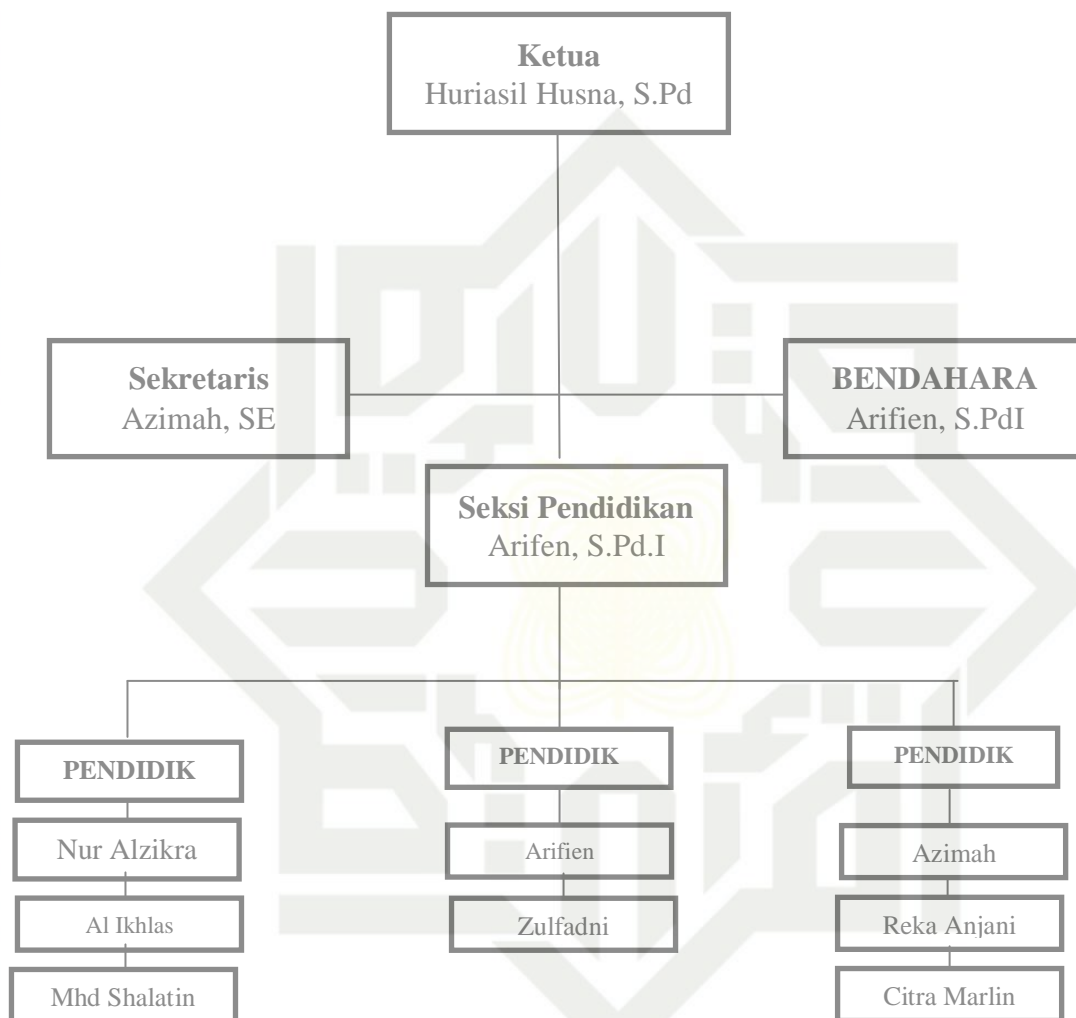 Ketua
Huriasil Husna, S.Pd
Sekretaris
Azimah, SE
BENDAHARA
Arifien, S.PdI
Seksi Pendidikan
Arifen, S.Pd.I
PENDIDIK
PENDIDIK
PENDIDIK
Nur Alzikra
Arifien
Azimah
Al Ikhlas
Zulfadni
Reka Anjani
Mhd Shalatin
Citra Marlin